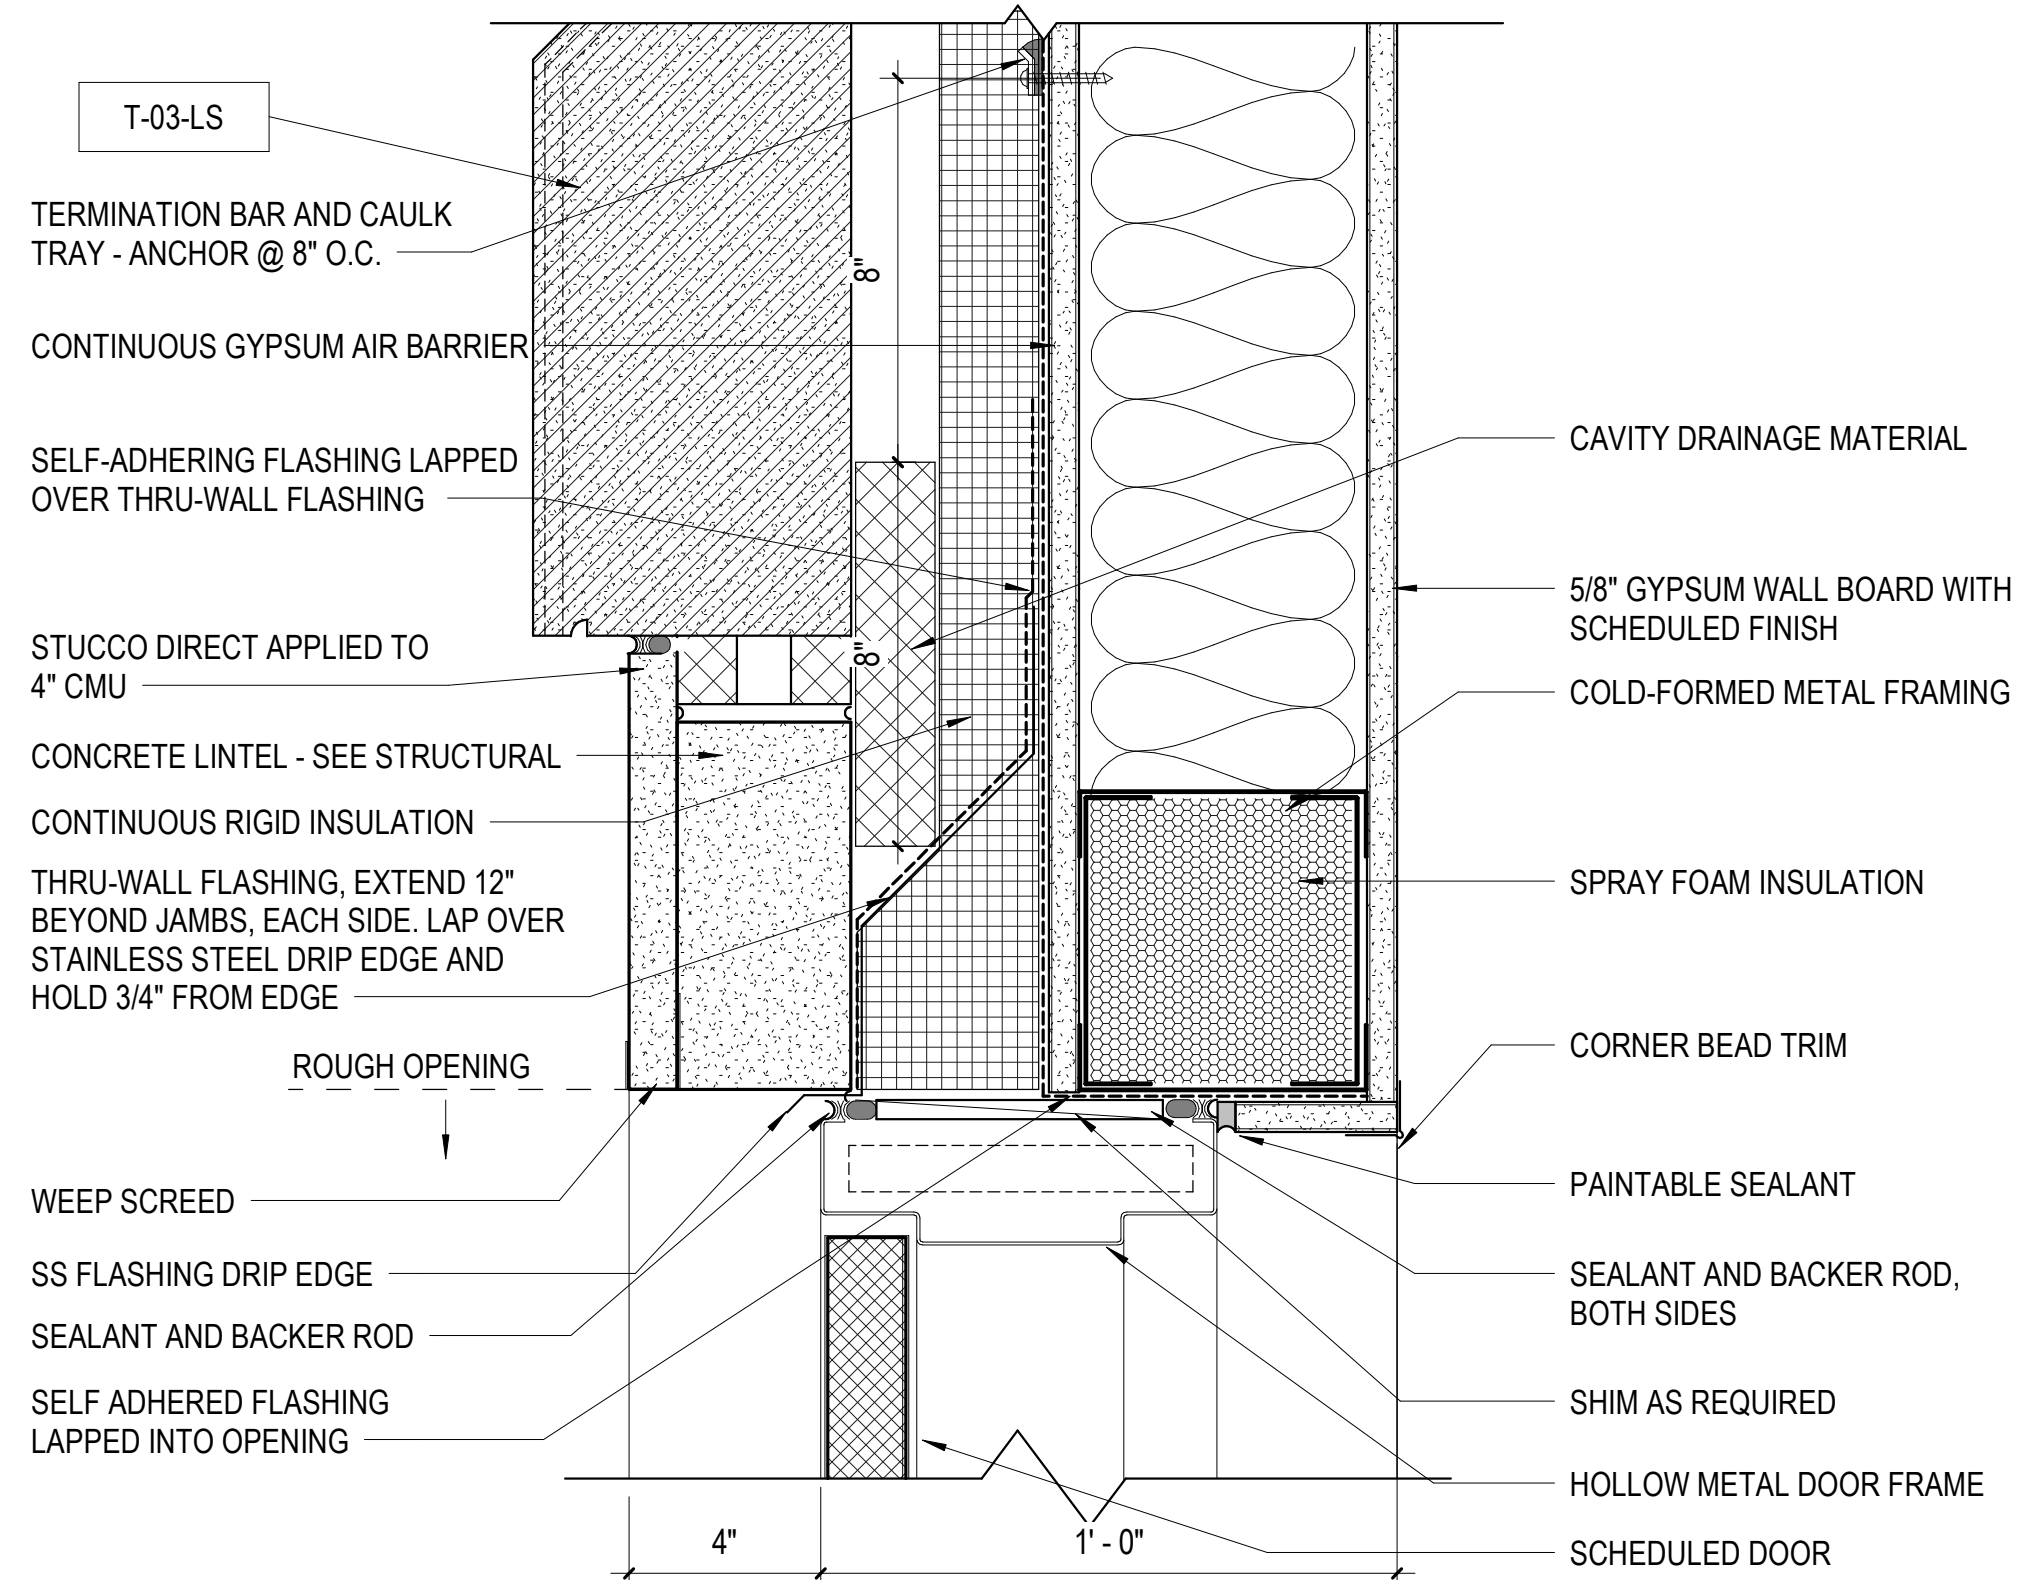 T-03-LS
TERMINATION BAR AND CAULK
TRAY - ANCHOR @ 8" O.C.
CONTINUOUS GYPSUM AIR BARRIER
SELF-ADHERING FLASHING LAPPED
OVER THRU-WALL FLASHING
STUCCO DIRECT APPLIED TO
4" CMU
CONCRETE LINTEL - SEE STRUCTURAL
CONTINUOUS RIGID INSULATION
THRU-WALL FLASHING, EXTEND 12"
BEYOND JAMBS, EACH SIDE. LAP OVER
STAINLESS STEEL DRIP EDGE AND
HOLD 3/4" FROM EDGE
ROUGH OPENING
WEEP SCREED
SS FLASHING DRIP EDGE
SEALANT AND BACKER ROD
SELF ADHERED FLASHING
LAPPED INTO OPENING
8"
8"
4"
1' - 0"
CAVITY DRAINAGE MATERIAL
5/8" GYPSUM WALL BOARD WITH
SCHEDULED FINISH
COLD-FORMED METAL FRAMING
SPRAY FOAM INSULATION
CORNER BEAD TRIM
PAINTABLE SEALANT
SEALANT AND BACKER ROD,
BOTH SIDES
SHIM AS REQUIRED
HOLLOW METAL DOOR FRAME
SCHEDULED DOOR